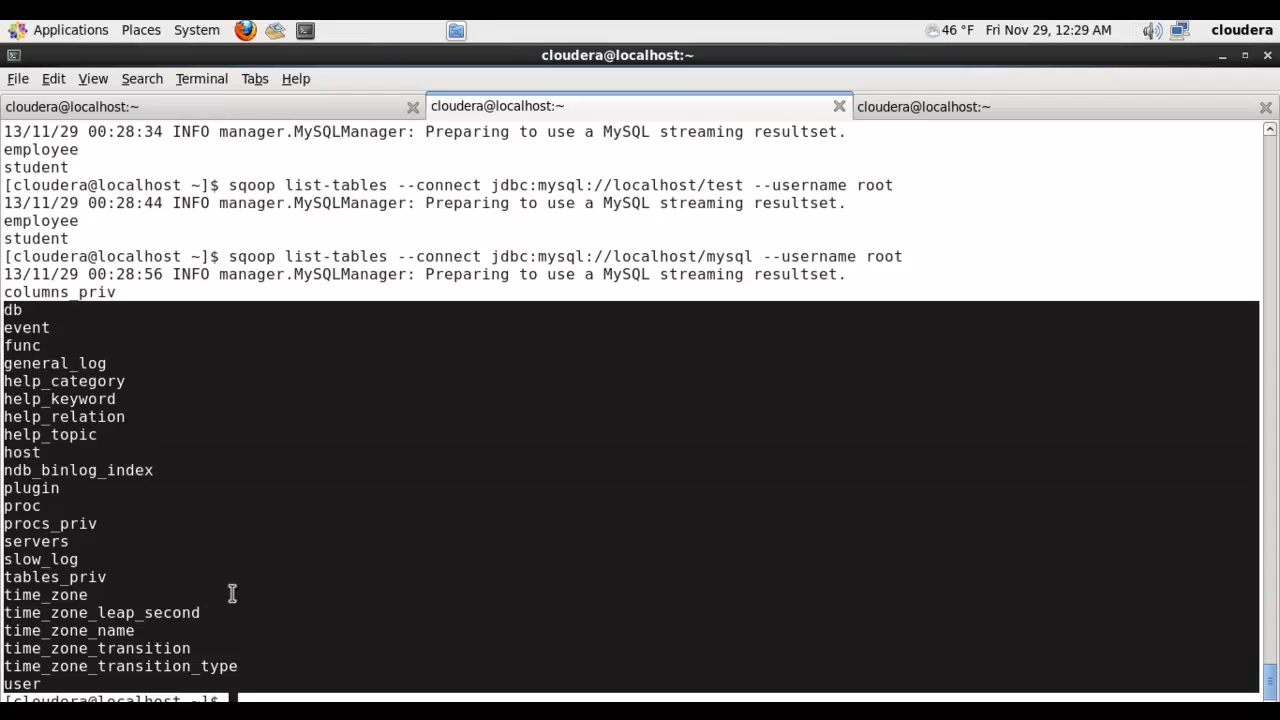 Applications Places System 46 °F Fri Nov 29, 12:29 AM cloudera
cloudera@localhost:~
File Edit View Search Terminal Tabs Help
cloudera@localhost:~ cloudera@localhost:~ cloudera@localhost:~
13/11/29 00:28:34 INFO manager.MySQLManager: Preparing to use a MySQL streaming resultset.
employee
student
[cloudera@localhost ~]$ sqoop list-tables --connect jdbc:mysql://localhost/test --username root
13/11/29 00:28:44 INFO manager.MySQLManager: Preparing to use a MySQL streaming resultset.
employee
student
[cloudera@localhost ~]$ sqoop list-tables --connect jdbc:mysql://localhost/mysql --username root
13/11/29 00:28:56 INFO manager.MySQLManager: Preparing to use a MySQL streaming resultset.
columns_priv
db
event
func
general_log
help_category
help_keyword
help_relation
help_topic
host
ndb_binlog_index
plugin
proc
procs_priv
servers
slow_log
tables_priv
time_zone
time_zone_leap_second
time_zone_name
time_zone_transition
time_zone_transition_type
user
[cloudera@localhost ~]$